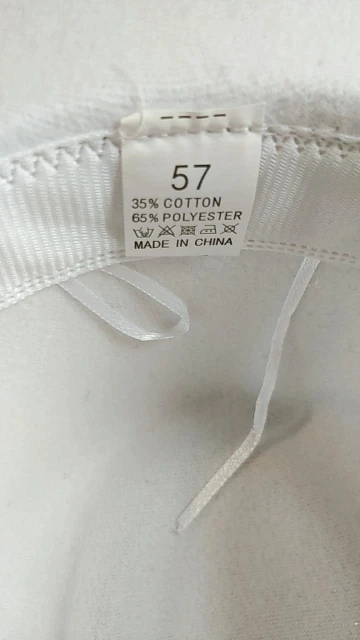 ----
57
35% COTTON
65% POLYESTER
MADE IN CHINA